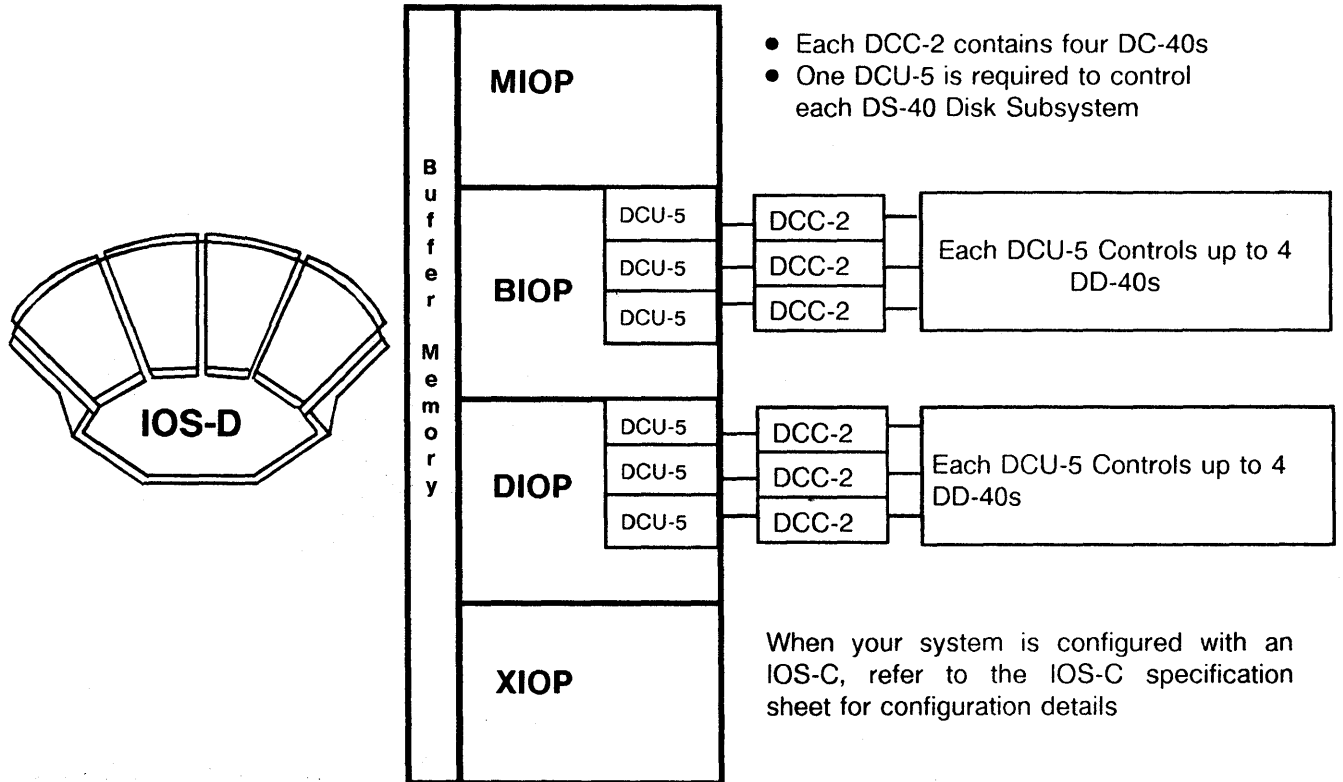 MIOP
● Each DCC-2 contains four DC-40s
● One DCU-5 is required to control
each DS-40 Disk Subsystem
Buffer Memory
BIOP
DCU-5
DCU-5
DCU-5
DCC-2
DCC-2
DCC-2
Each DCU-5 Controls up to 4
DD-40s
IOS-D
DIOP
DCU-5
DCU-5
DCU-5
DCC-2
DCC-2
DCC-2
Each DCU-5 Controls up to 4
DD-40s
XIOP
When your system is configured with an
IOS-C, refer to the IOS-C specification
sheet for configuration details